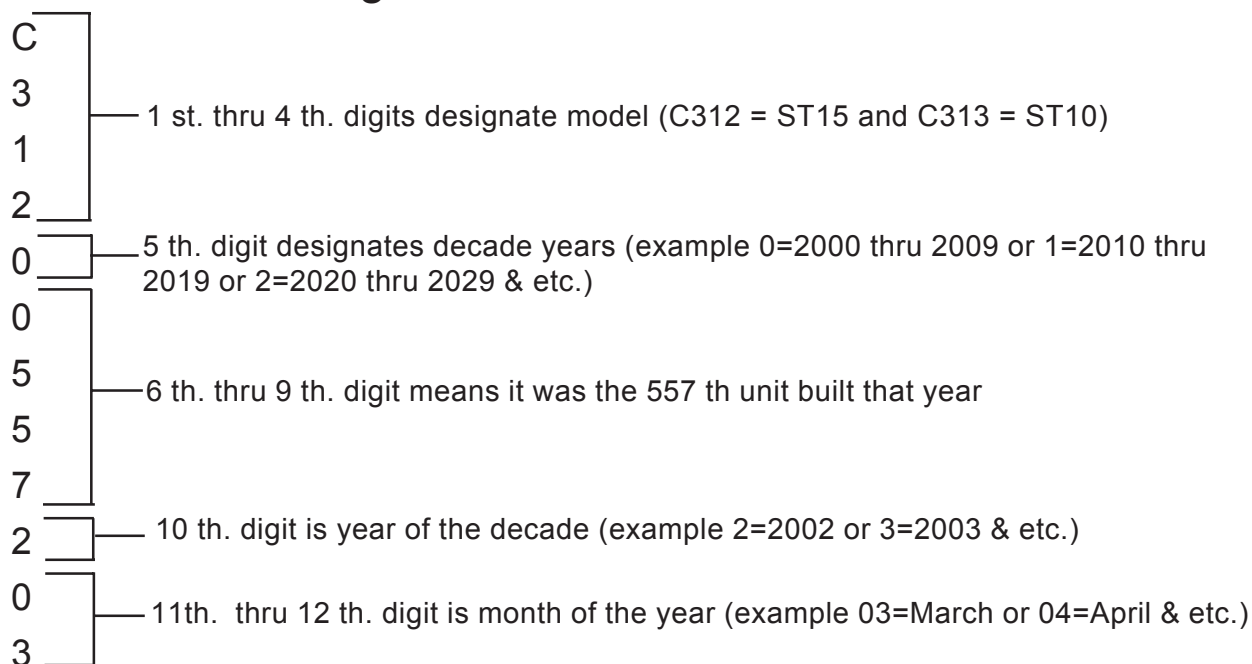 C
3
1
2
1 st. thru 4 th. digits designate model (C312 = ST15 and C313 = ST10)
0
5 th. digit designates decade years (example 0=2000 thru 2009 or 1=2010 thru
2019 or 2=2020 thru 2029 & etc.)
0
5
5
7
6 th. thru 9 th. digit means it was the 557 th unit built that year
2
10 th. digit is year of the decade (example 2=2002 or 3=2003 & etc.)
0
3
11th. thru 12 th. digit is month of the year (example 03=March or 04=April & etc.)